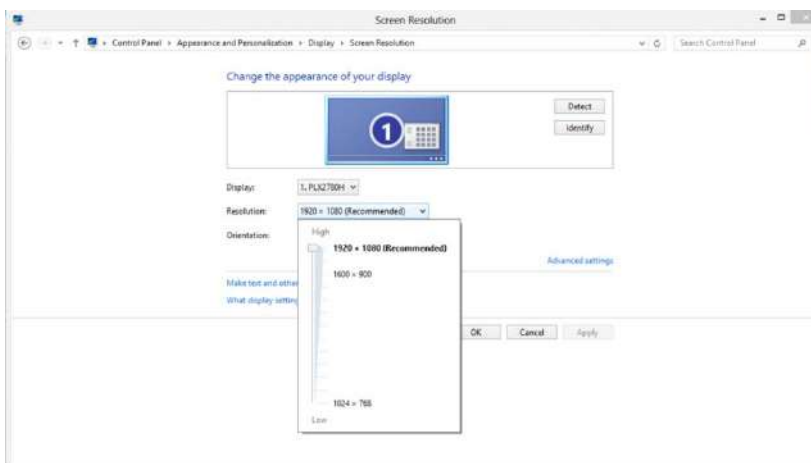 Screen Resolution
Control Panel Appearance and Personalization Display Screen Resolution
Search Control Panel
Change the appearance of your display
1
Detect
Identify
Display: 1. PLX2780H
Resolution: 1920 × 1080 (Recommended)
Orientation:
High
1920 × 1080 (Recommended)
1600 × 900
1024 × 768
Low
Advanced settings
Make text and other
What display setting
OK Cancel Apply